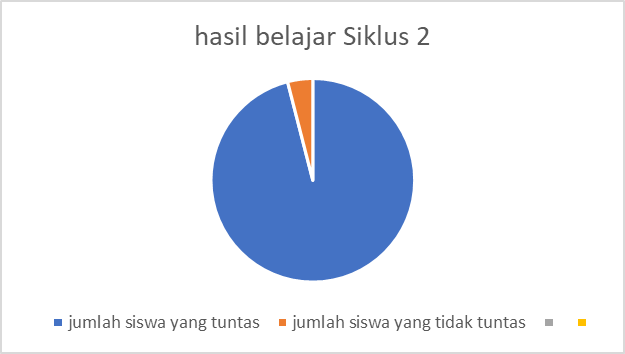 hasil belajar Siklus 2
jumlah siswa yang tuntas jumlah siswa yang tidak tuntas